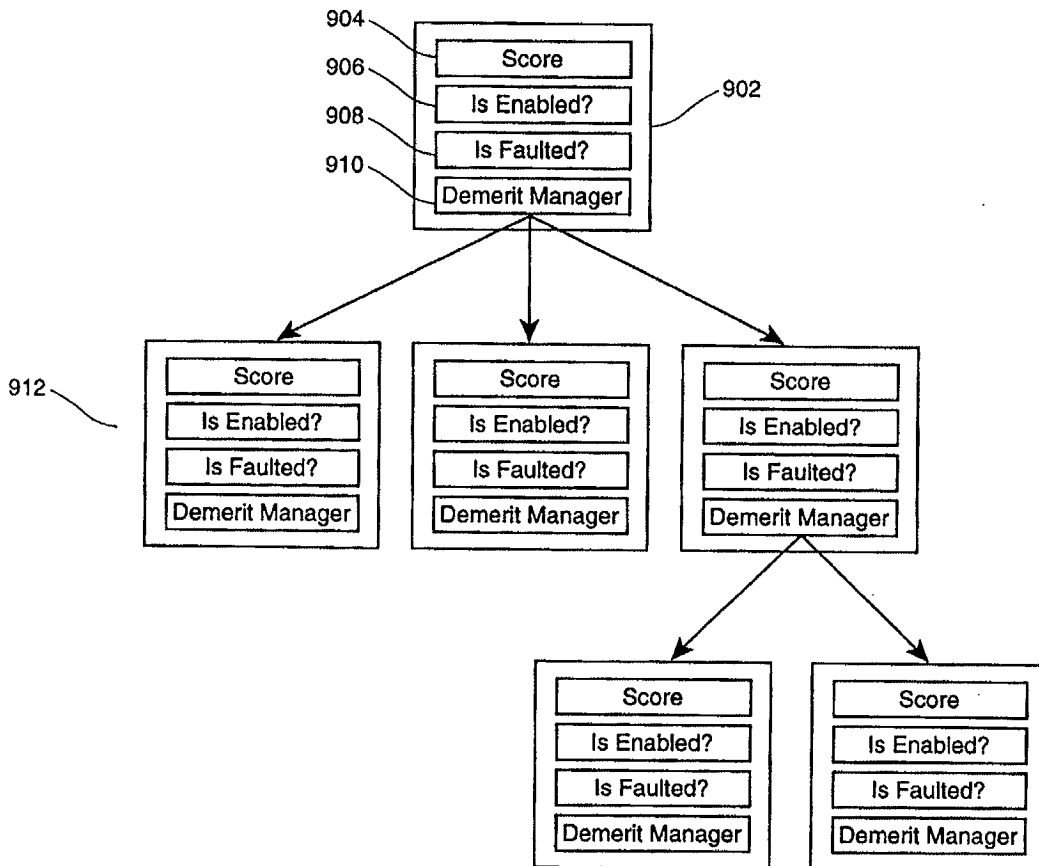 904
Score
906
902
Is Enabled?
908
Is Faulted?
910
Demerit Manager
912
Score
Is Enabled?
Is Faulted?
Demerit Manager
Score
Is Enabled?
Is Faulted?
Demerit Manager
Score
Is Enabled?
Is Faulted?
Demerit Manager
Score
Is Enabled?
Is Faulted?
Demerit Manager
Score
Is Enabled?
Is Faulted?
Demerit Manager